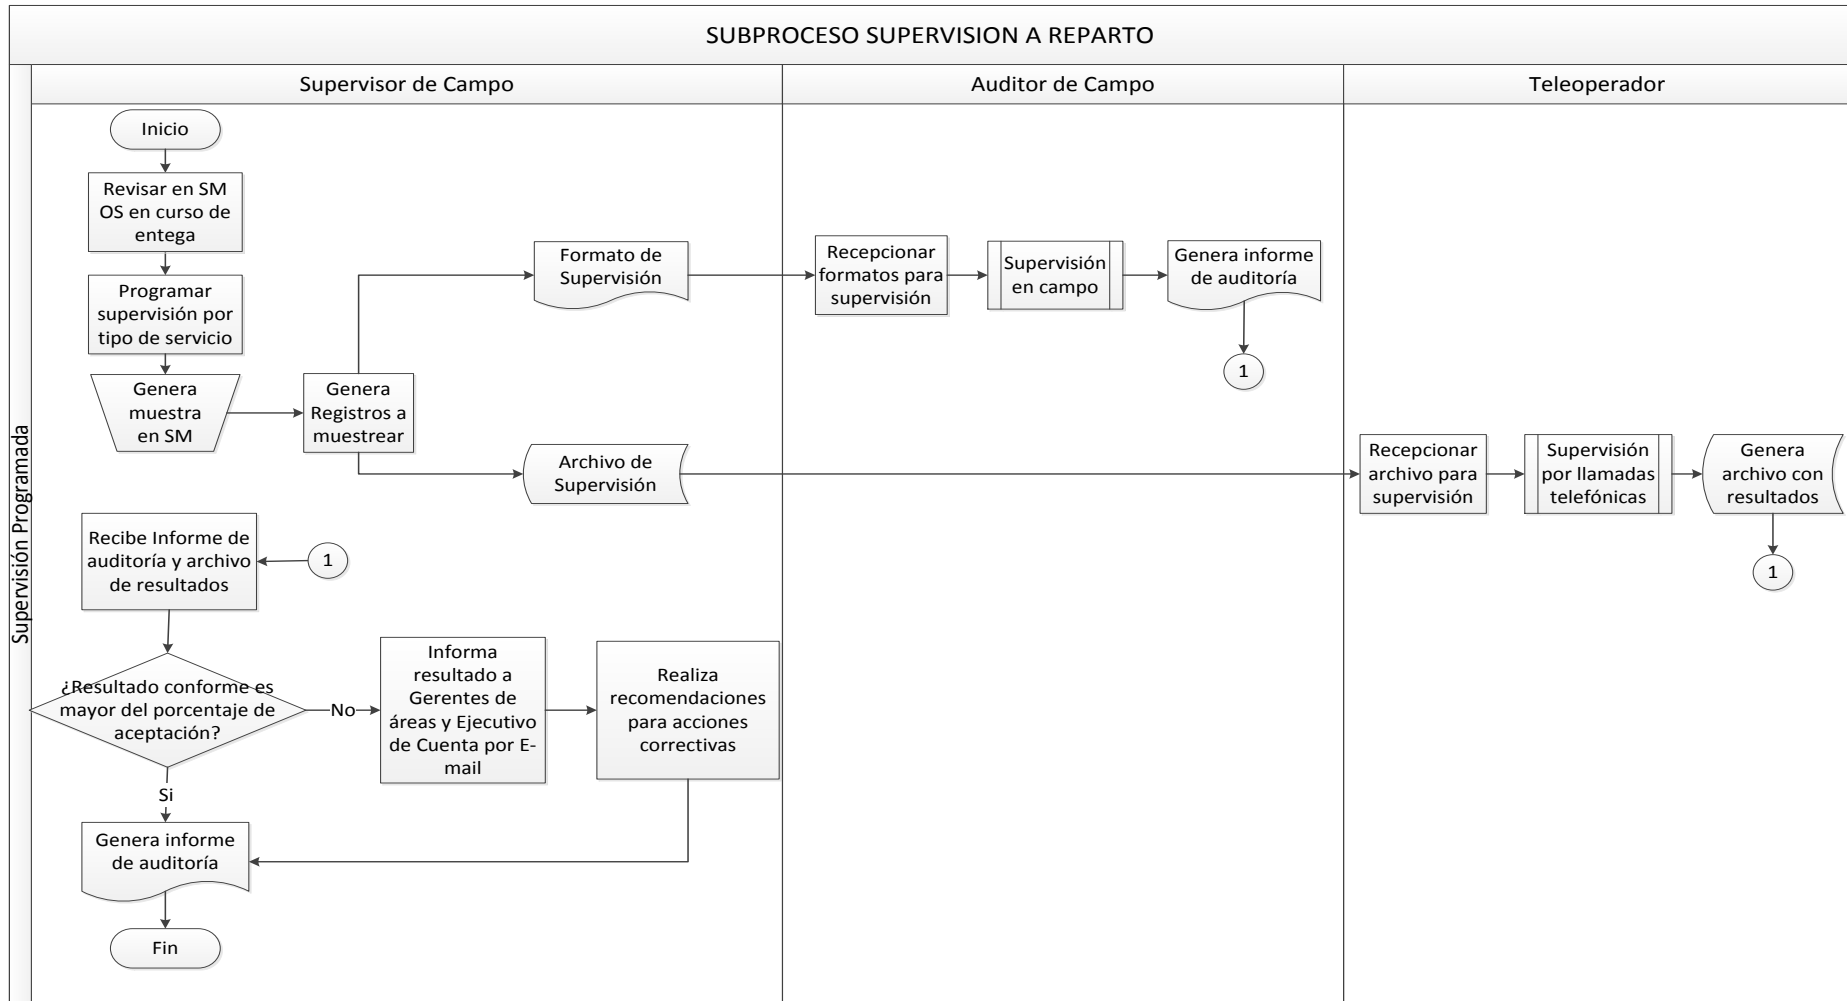 SUBPROCESO SUPERVISION A REPARTO
Supervisor de Campo
Auditor de Campo
Teleoperador
Supervisión Programada
Inicio
Revisar en SM
OS en curso de
entega
Programar
supervisión por
tipo de servicio
Genera
muestra
en SM
Genera
Registros a
muestrear
Formato de
Supervisión
Archivo de
Supervisión
Recepcionar
formatos para
supervisión
Supervisión
en campo
Genera informe
de auditoría
1
Recepcionar
archivo para
supervisión
Supervisión
por llamadas
telefónicas
Genera
archivo con
resultados
1
Recibe Informe de
auditoría y archivo
de resultados
1
¿Resultado conforme es
mayor del porcentaje de
aceptación?
No
Informa
resultado a
Gerentes de
áreas y Ejecutivo
de Cuenta por E-
mail
Realiza
recomendaciones
para acciones
correctivas
Si
Genera informe
de auditoría
Fin